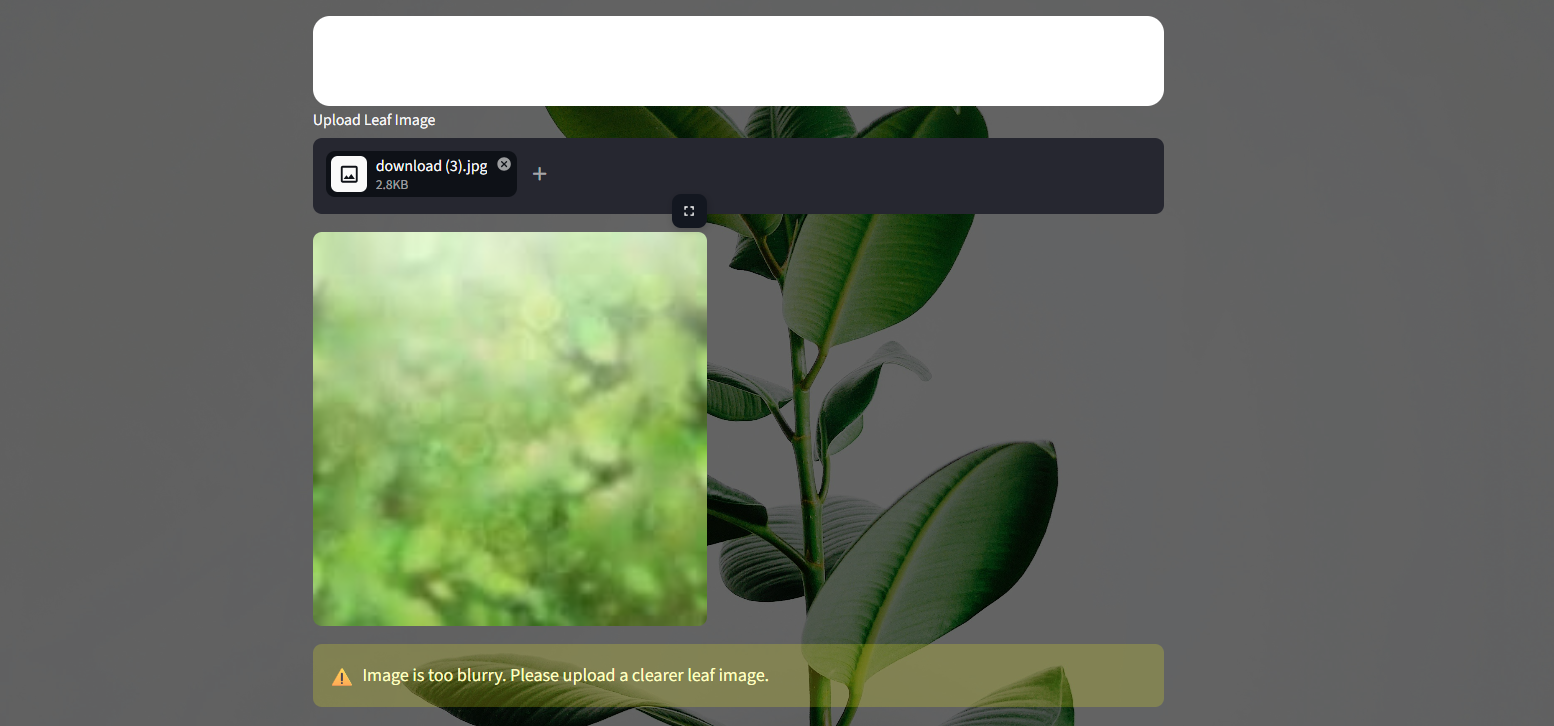 Upload Leaf Image
download (3).jpg
2.8KB
Image is too blurry. Please upload a clearer leaf image.